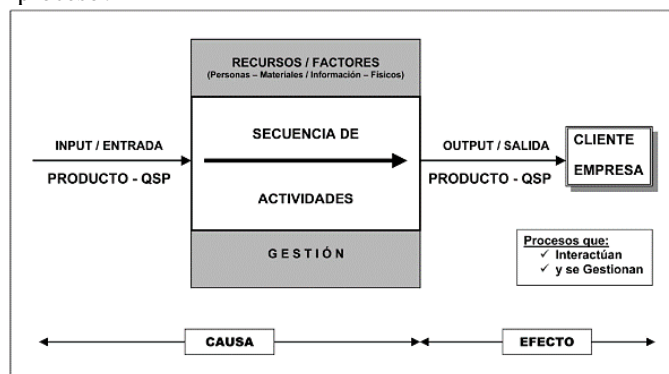 RECURSOS / FACTORES
(Personas – Materiales / Información – Físicos)
INPUT / ENTRADA
PRODUCTO - QSP
SECUENCIA DE
ACTIVIDADES
OUTPUT / SALIDA
PRODUCTO - QSP
CLIENTE
EMPRESA
GESTIÓN
Procesos que:
✓ Interactúan
✓ y se Gestionan
CAUSA
EFECTO